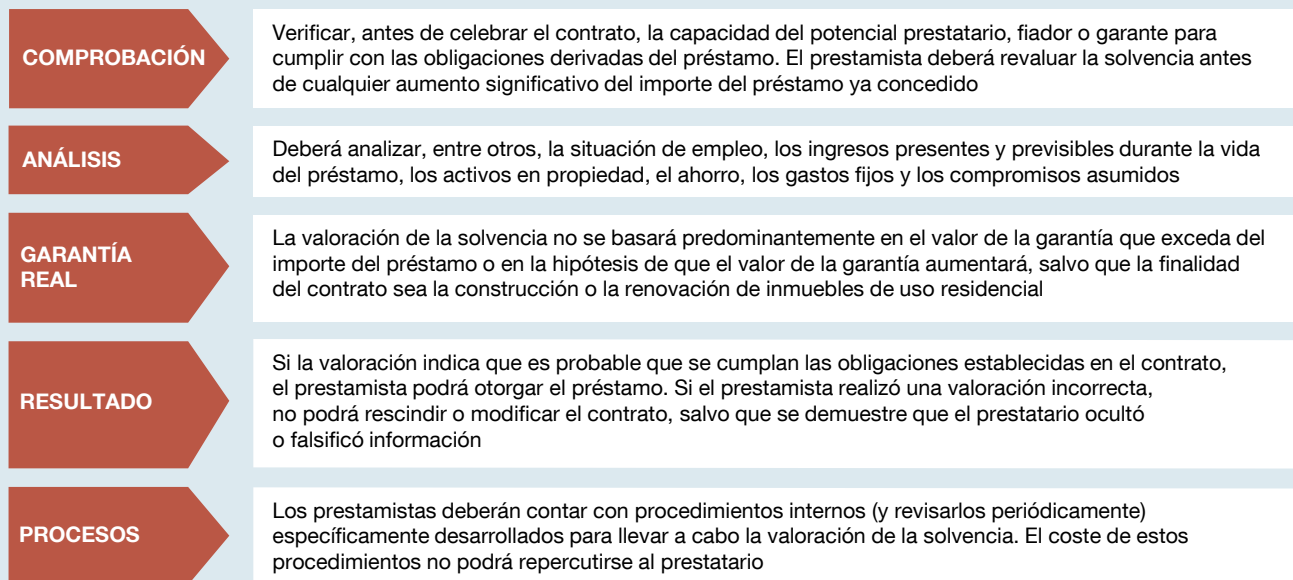 COMPROBACIÓN
Verificar, antes de celebrar el contrato, la capacidad del potencial prestatario, fiador o garante para
cumplir con las obligaciones derivadas del préstamo. El prestamista deberá revaluar la solvencia antes
de cualquier aumento significativo del importe del préstamo ya concedido
ANÁLISIS
Deberá analizar, entre otros, la situación de empleo, los ingresos presentes y previsibles durante la vida
del préstamo, los activos en propiedad, el ahorro, los gastos fijos y los compromisos asumidos
GARANTÍA
REAL
La valoración de la solvencia no se basará predominantemente en el valor de la garantía que exceda del
importe del préstamo o en la hipótesis de que el valor de la garantía aumentará, salvo que la finalidad
del contrato sea la construcción o la renovación de inmuebles de uso residencial
RESULTADO
Si la valoración indica que es probable que se cumplan las obligaciones establecidas en el contrato,
el prestamista podrá otorgar el préstamo. Si el prestamista realizó una valoración incorrecta,
no podrá rescindir o modificar el contrato, salvo que se demuestre que el prestatario ocultó
o falsificó información
PROCESOS
Los prestamistas deberán contar con procedimientos internos (y revisarlos periódicamente)
específicamente desarrollados para llevar a cabo la valoración de la solvencia. El coste de estos
procedimientos no podrá repercutirse al prestatario